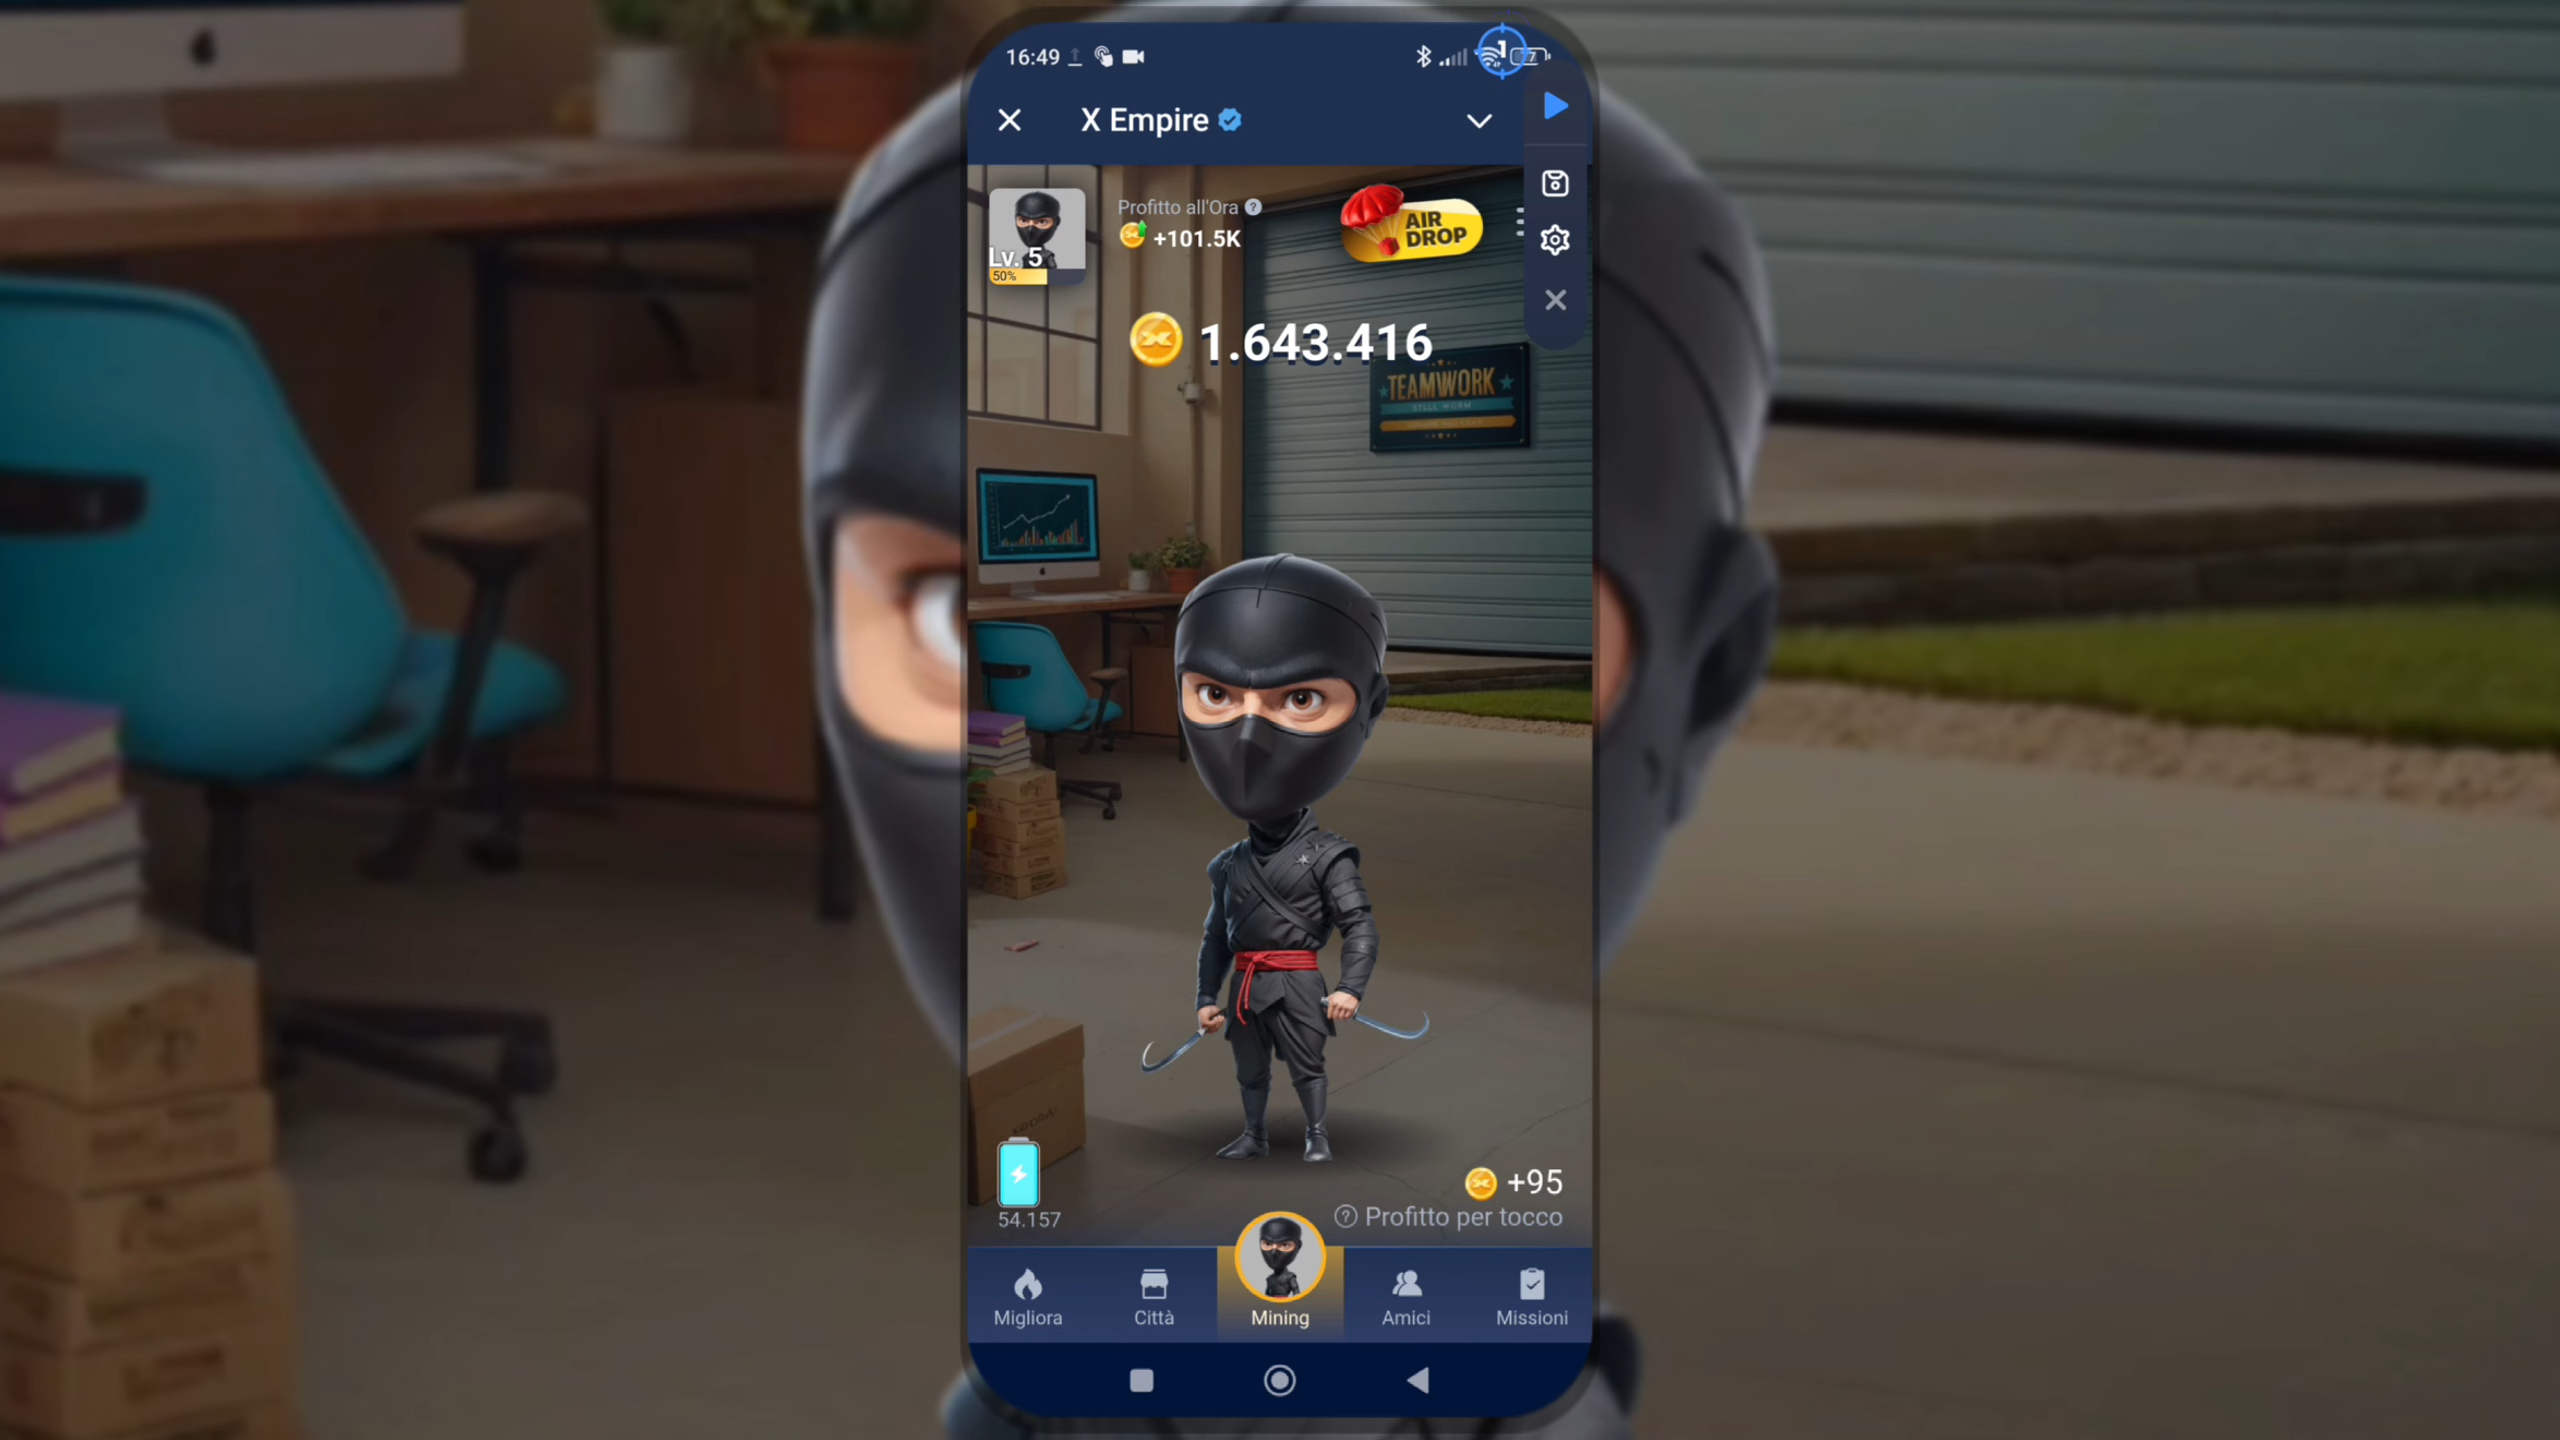 16:49
X Empire
Profitto all'Ora ?
+101.5K
AIR
DROP
Lv. 5
50%
1.643.416
TEAMWORK
+95
54.157
? Profitto per tocco
Migliora
Città
Mining
Amici
Missioni